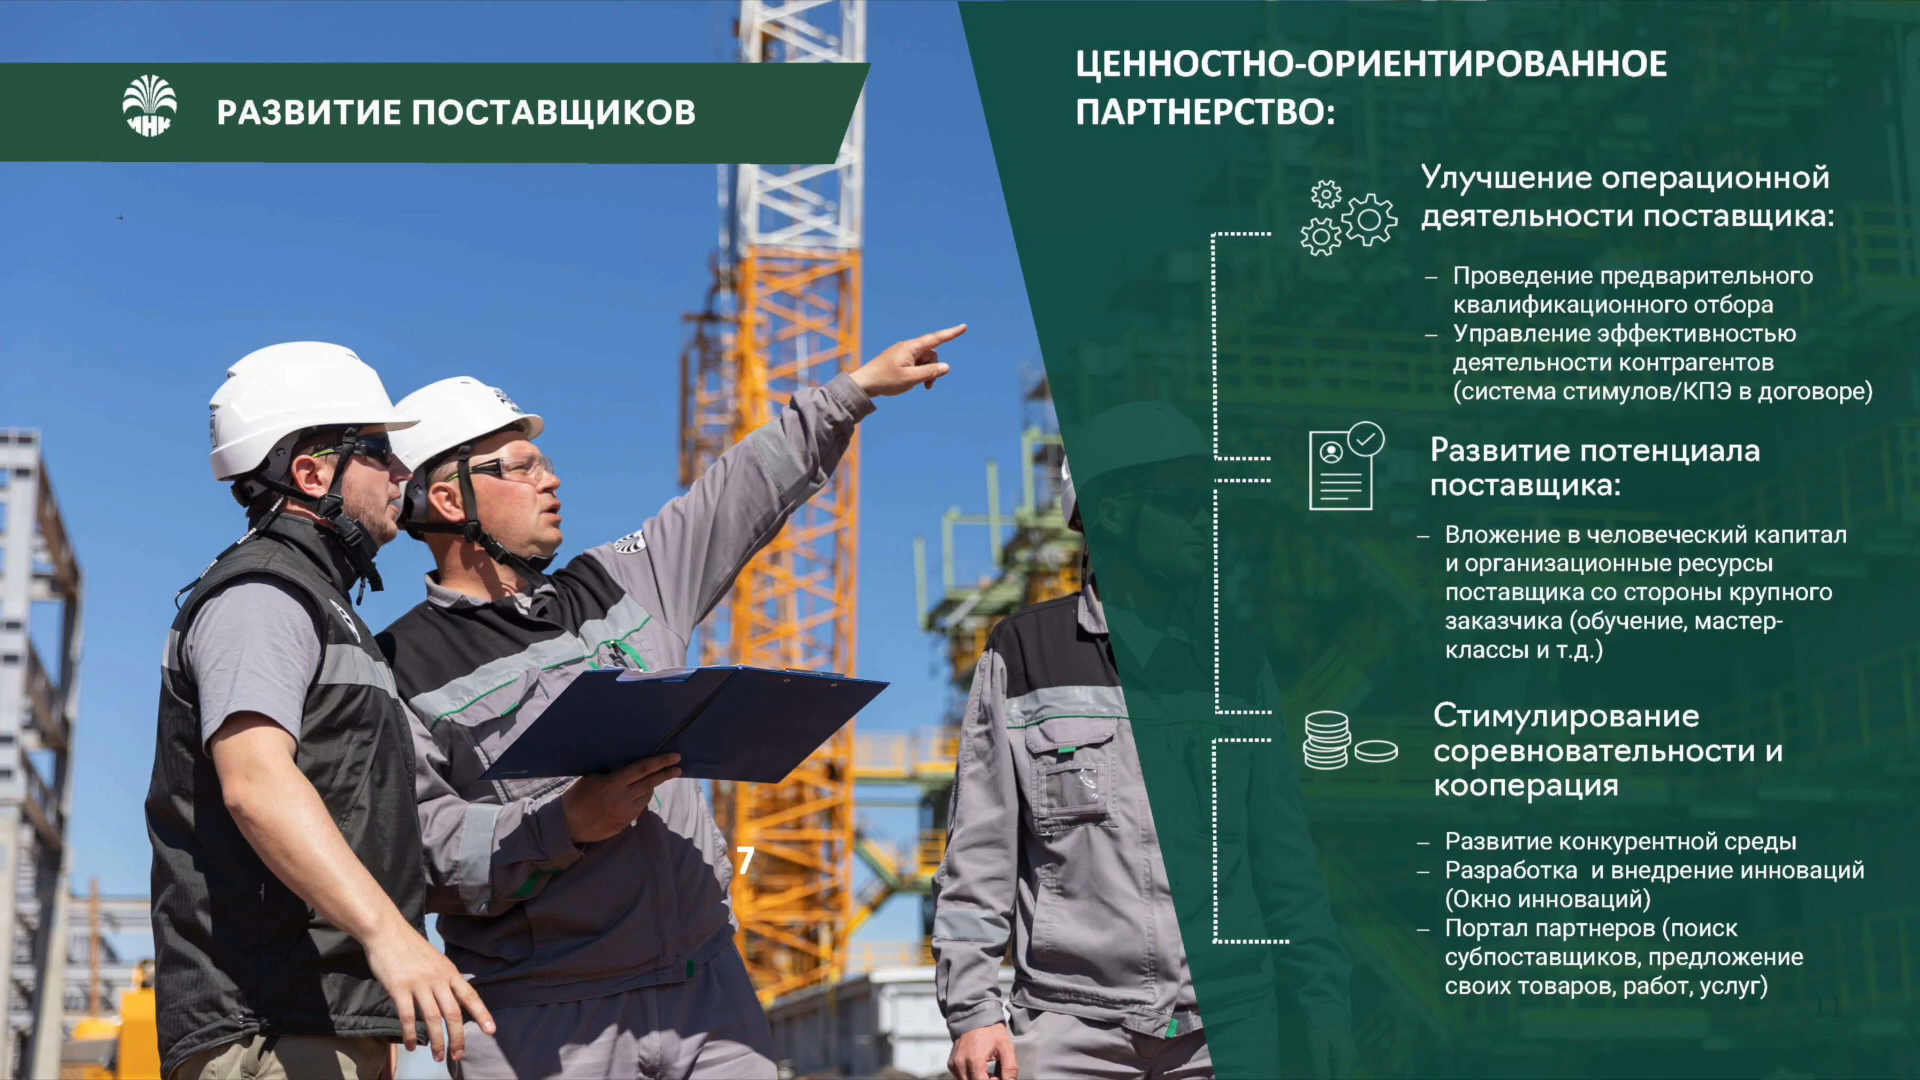 ИНК
РАЗВИТИЕ ПОСТАВЩИКОВ
7
ЦЕННОСТНО-ОРИЕНТИРОВАННОЕ
ПАРТНЕРСТВО:
Улучшение операционной
деятельности поставщика:
– Проведение предварительного
квалификационного отбора
– Управление эффективностью
деятельности контрагентов
(система стимулов/КПЭ в договоре)
Развитие потенциала
поставщика:
– Вложение в человеческий капитал
и организационные ресурсы
поставщика со стороны крупного
заказчика (обучение, мастер-
классы и т.д.)
Стимулирование
соревновательности и
кооперация
– Развитие конкурентной среды
– Разработка  и внедрение инноваций
(Окно инноваций)
– Портал партнеров (поиск
субпоставщиков, предложение
своих товаров, работ, услуг)
11